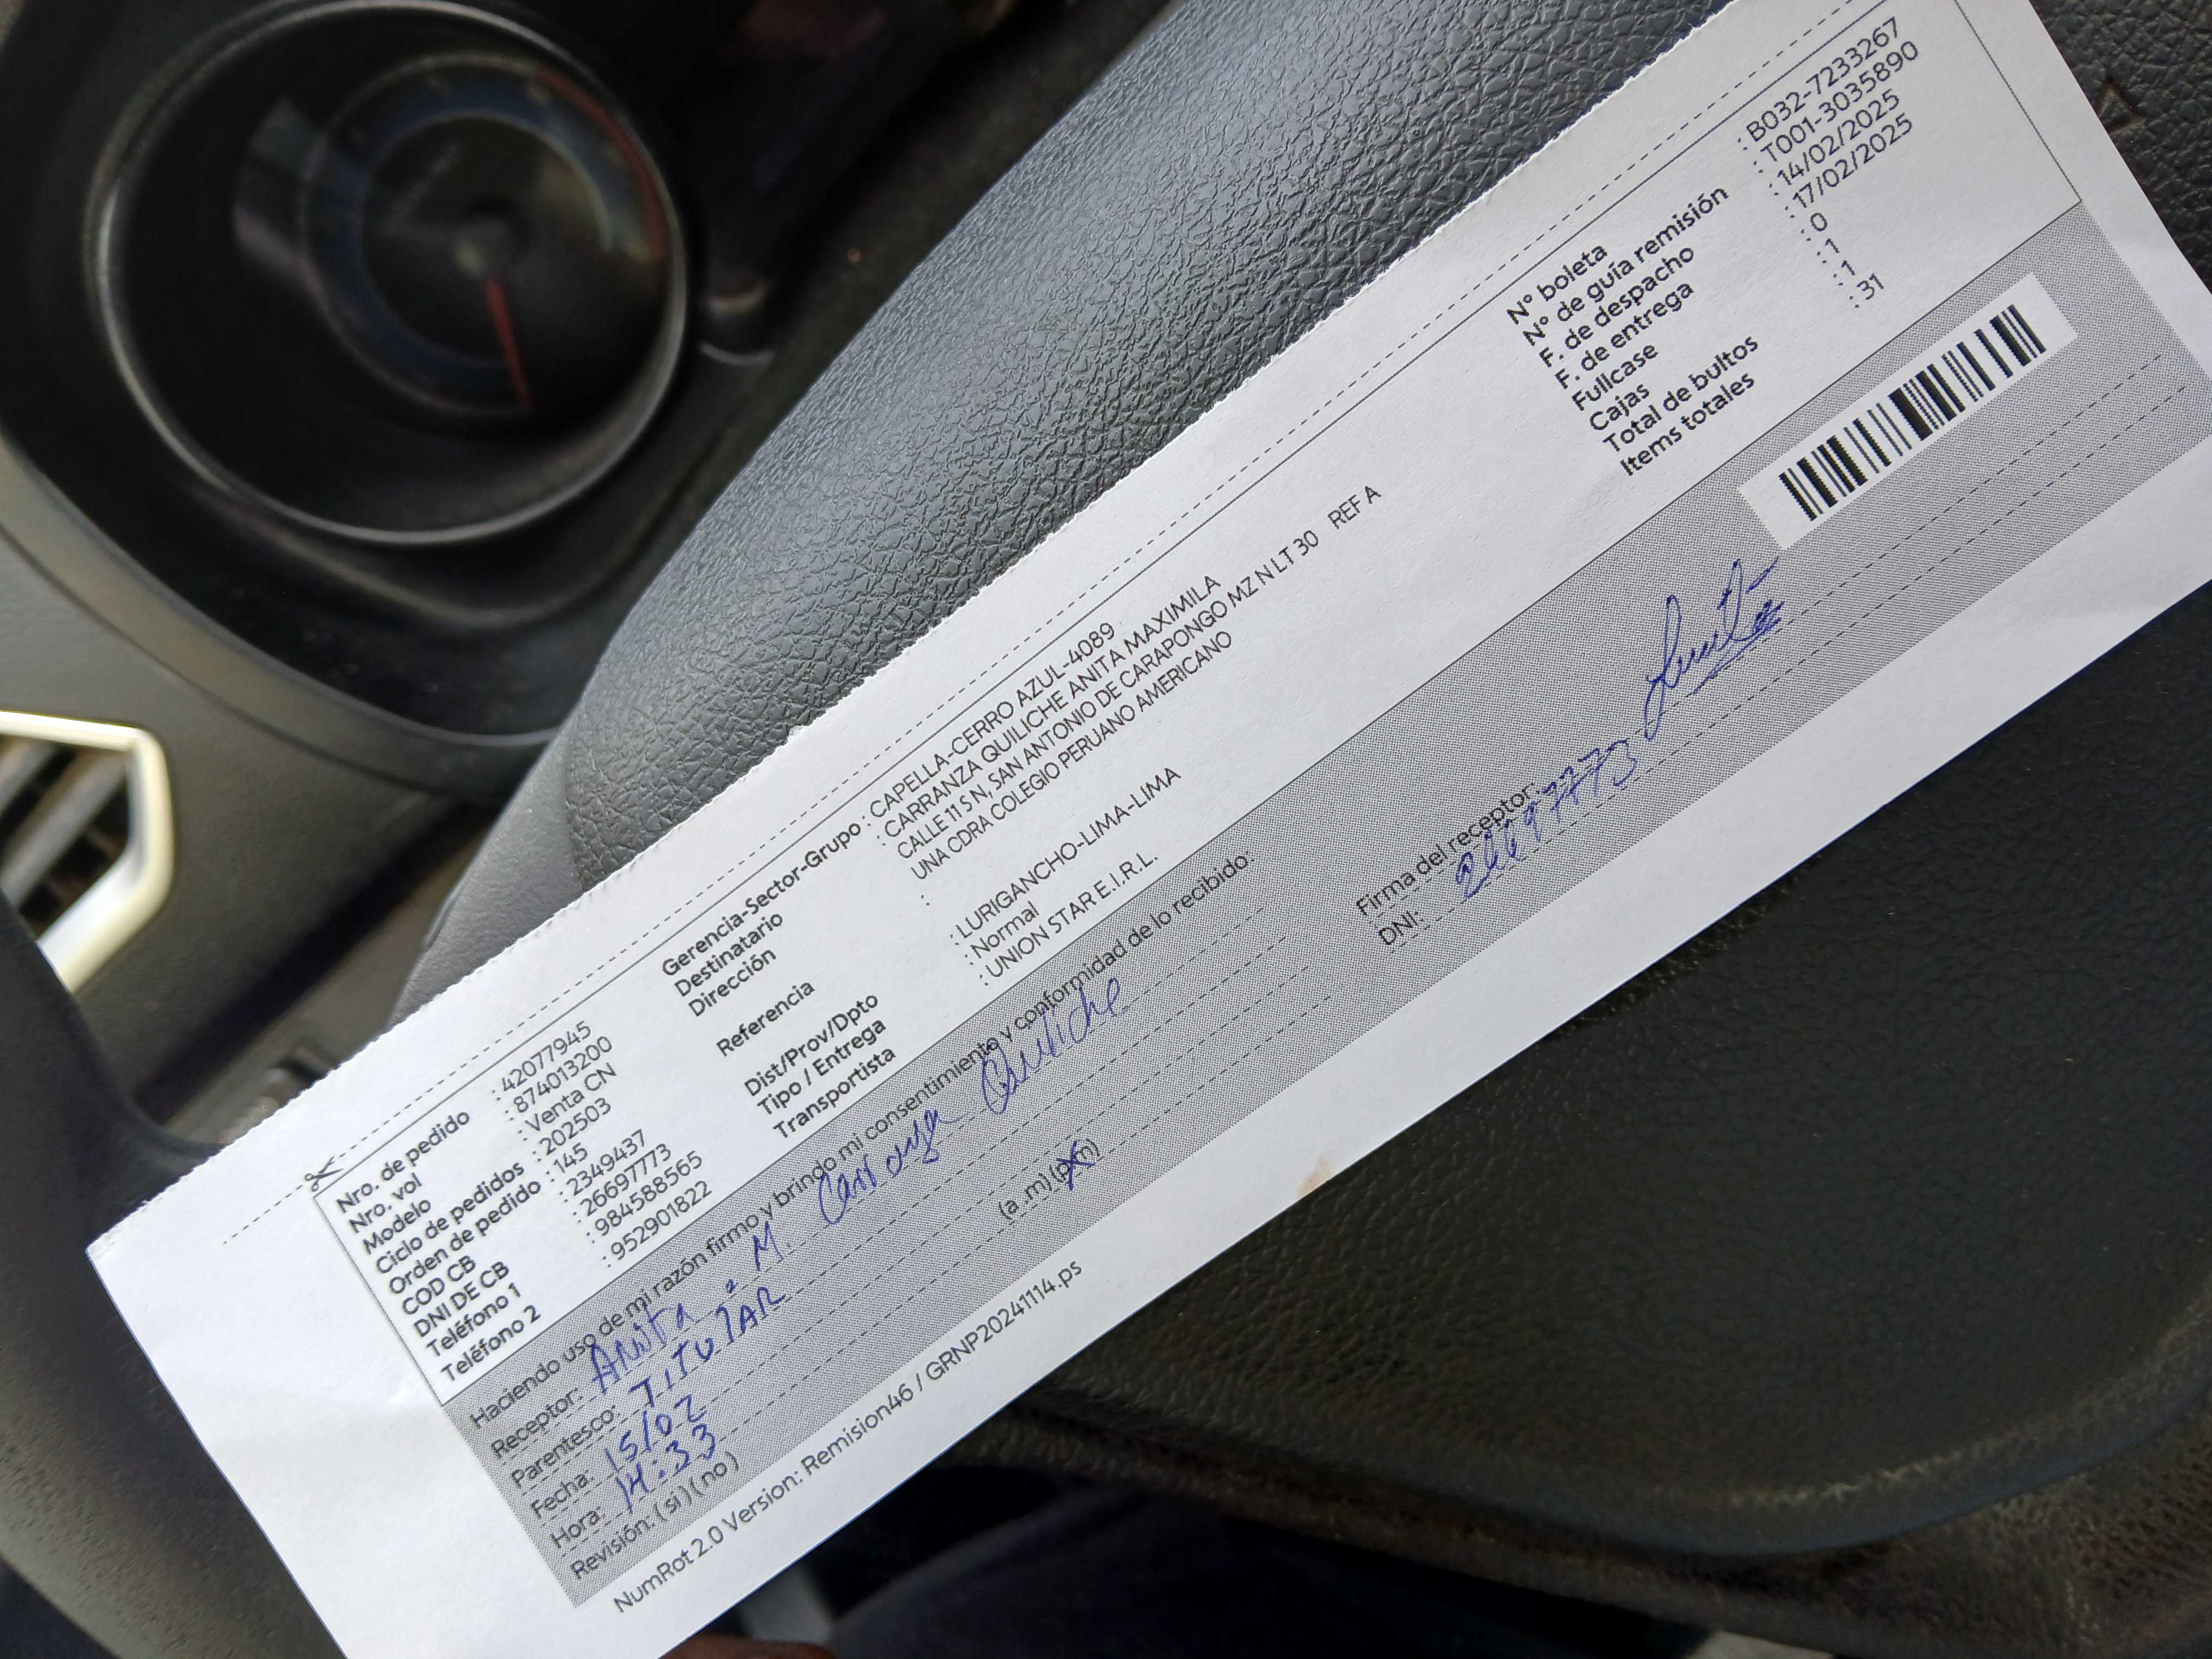 Nro. de pedido : 42077945
Nro. vol : 874013200
Modelo : Venta CN
Ciclo de pedidos : 202503
Orden de pedido : 145
COD CB : 2349437
DNI DE CB : 26697773
Teléfono 1 : 984588565
Teléfono 2 : 952901822
Gerencia-Sector-Grupo : CAPELLA-CERRO AZUL-4089
Destinatario : CARRANZA QUILICHE ANITA MAXIMILA
Dirección CALLE 11 S N, SAN ANTONIO DE CARAPONGO MZ N LT 30 REF A
UNA CDRA COLEGIO PERUANO AMERICANO
Referencia :
Dist/Prov/Dpto : LURIGANCHO-LIMA-LIMA
Tipo / Entrega : Normal
Transportista : UNION STAR E.I.R.L.
N° boleta : B032-7233267
N° de guía remisión : T001-3035890
F. de despacho : 14/02/2025
F. de entrega : 17/02/2025
Fullcase : 0
Cajas : 1
Total de bultos : 1
Items totales : 31
Haciendo uso de mi razón firmo y brindo mi consentimiento y conformidad de lo recibido:
Receptor: Anita M. Carranza Quiliche
Parentesco: TITULAR
Fecha: 15/02
Hora: 14:33 (a m) (p m)
Revisión: ( si ) ( no )
Firma del receptor:
DNI: 26697773
NumRot 2.0 Version: Remision46 / GRNP20241114.ps